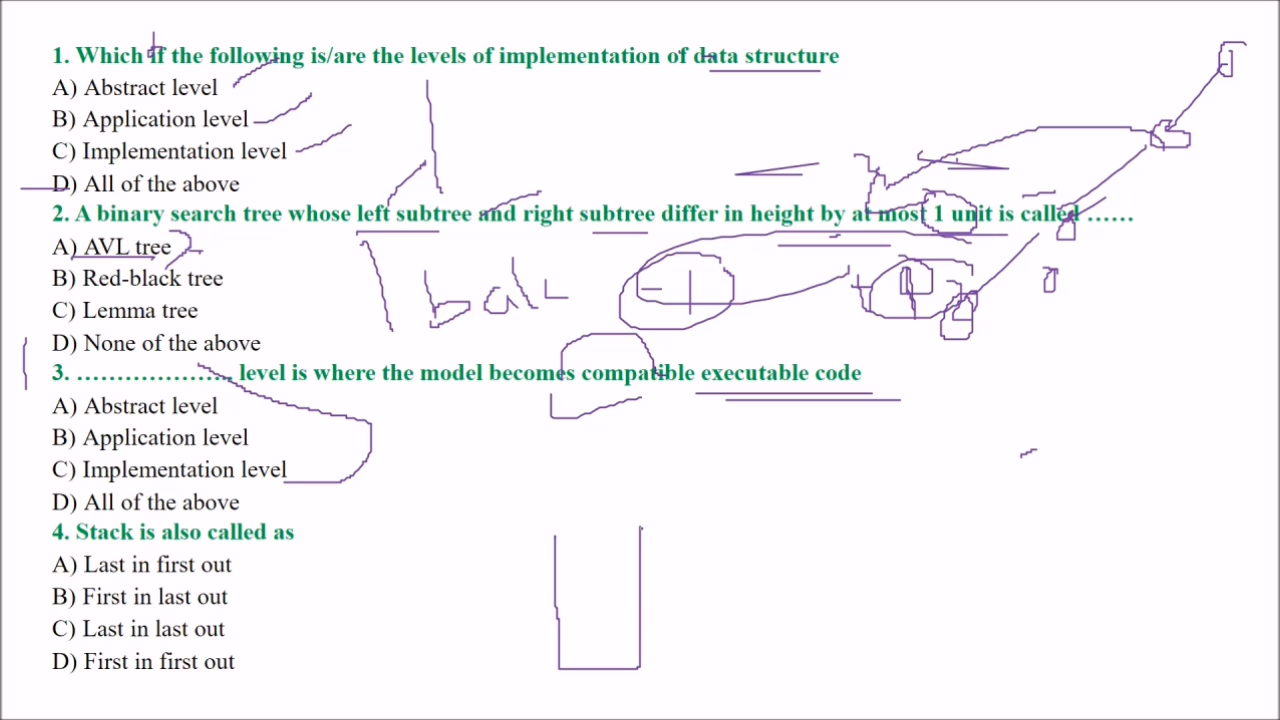 1. Which if the following is/are the levels of implementation of data structure
A) Abstract level
B) Application level
C) Implementation level
D) All of the above
2. A binary search tree whose left subtree and right subtree differ in height by at most 1 unit is called ……
A) AVL tree
B) Red-black tree
C) Lemma tree
D) None of the above
bal
3. ……………….. level is where the model becomes compatible executable code
A) Abstract level
B) Application level
C) Implementation level
D) All of the above
4. Stack is also called as
A) Last in first out
B) First in last out
C) Last in last out
D) First in first out